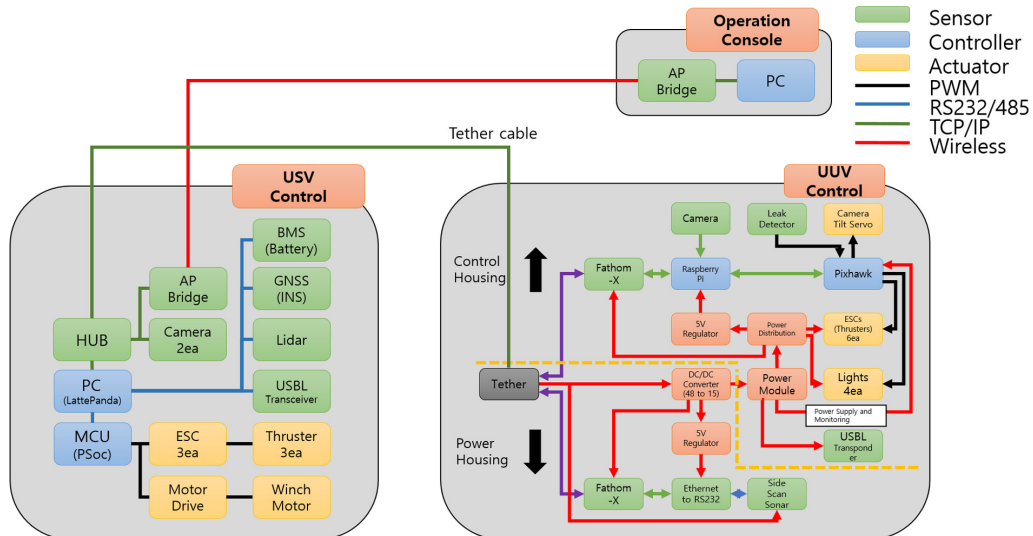 Operation
Console
AP
Bridge
PC
Sensor
Controller
Actuator
PWM
RS232/485
TCP/IP
Wireless
Tether cable
USV
Control
BMS
(Battery)
GNSS
(INS)
AP
Bridge
HUB
Camera
2ea
Lidar
PC
(LattePanda)
USBL
Transceiver
MCU
(PSoc)
ESC
3ea
Thruster
3ea
Motor
Drive
Winch
Motor
UUV
Control
Camera
Leak
Detector
Camera
Tilt Servo
Control
Housing
Fathom
-X
Raspberry
Pi
Pixhawk
5V
Regulator
Power
Distribution
ESCs
(Thrusters)
6ea
Tether
DC/DC
Converter
(48 to 15)
Power
Module
Lights
4ea
Power Supply and
Monitoring
Power
Housing
5V
Regulator
USBL
Transpond
er
Fathom
-X
Ethernet
to RS232
Side
Scan
Sonar